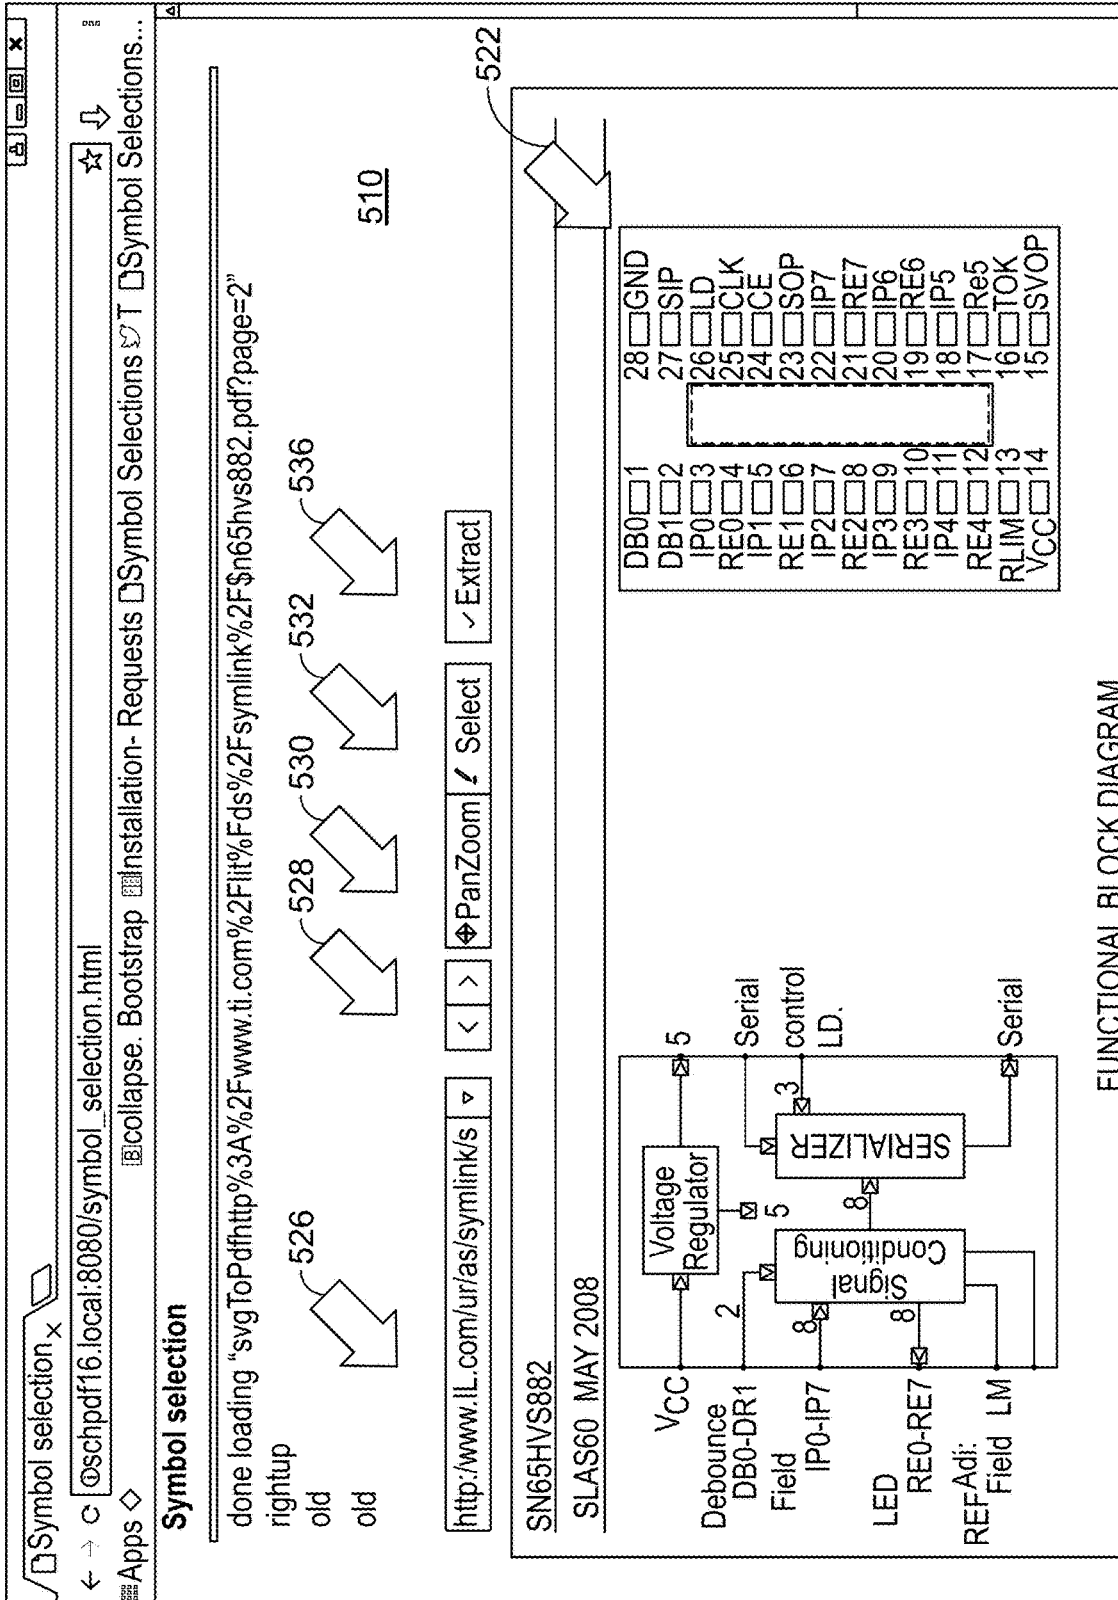 Symbol selection x
schpdf16.local:8080/symbol_selection.html
Apps collapse. Bootstrap Installation- Requests Symbol Selections T Symbol Selections...
Symbol selection
done loading “svgToPdfhttp%3A%2Fwww.ti.com%2Flit%Fds%2Fsymlink%2F$n65hvs882.pdf?page=2”
rightup
old
old
510
526
528
530
532
536
http:/www.IL.com/ur/as/symlink/s
< >
PanZoom
Select
Extract
522
SN65HVS882
SLAS60 MAY 2008
VCC
Debounce
DB0-DR1
Field
IP0-IP7
LED
RE0-RE7
REF Adi:
Field LM
Voltage
Regulator
5
5
2
8
8
8
3
Signal
Conditioning
SERIALIZER
Serial
control
LD.
Serial
DB0 1 28 GND
DB1 2 27 SIP
IP0 3 26 LD
RE0 4 25 CLK
IP1 5 24 CE
RE1 6 23 SOP
IP2 7 22 IP7
RE2 8 21 RE7
IP3 9 20 IP6
RE3 10 19 RE6
IP4 11 18 IP5
RE4 12 17 Re5
RLIM 13 16 TOK
VCC 14 15 SVOP
FUNCTIONAL BLOCK DIAGRAM